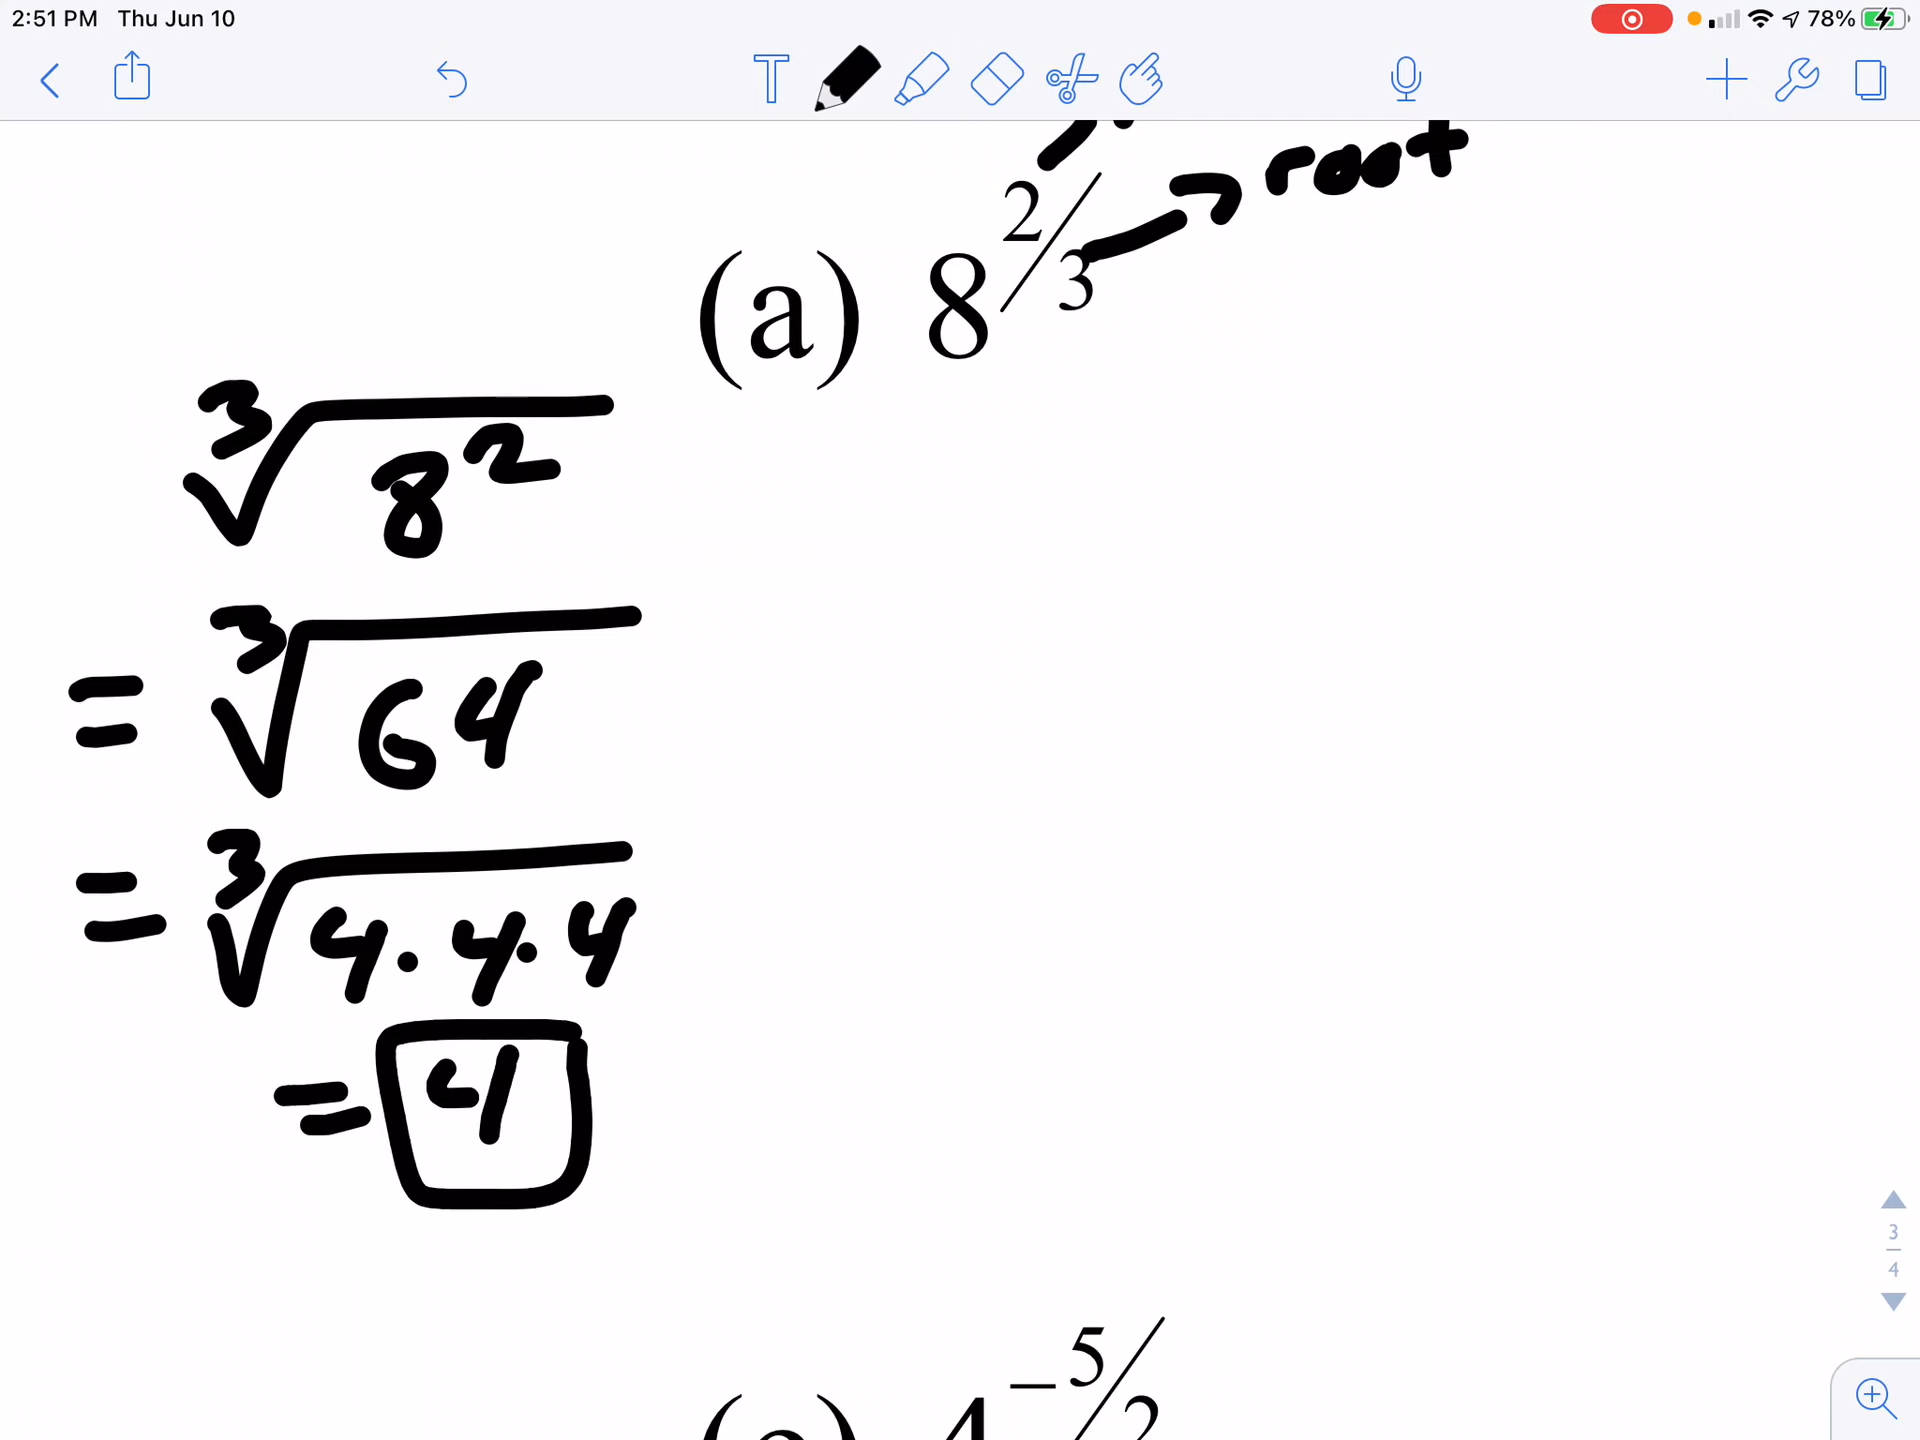 2:51 PM Thu Jun 10 78%
T
root
(a) 8^2/3
∛8²
= ∛64
= ∛4·4·4
= 4
3
4
4^−5/2